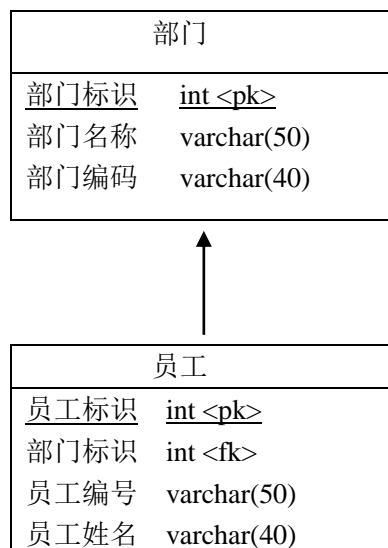 部门
部门标识 int <pk>
部门名称 varchar(50)
部门编码 varchar(40)
员工
员工标识 int <pk>
部门标识 int <fk>
员工编号 varchar(50)
员工姓名 varchar(40)